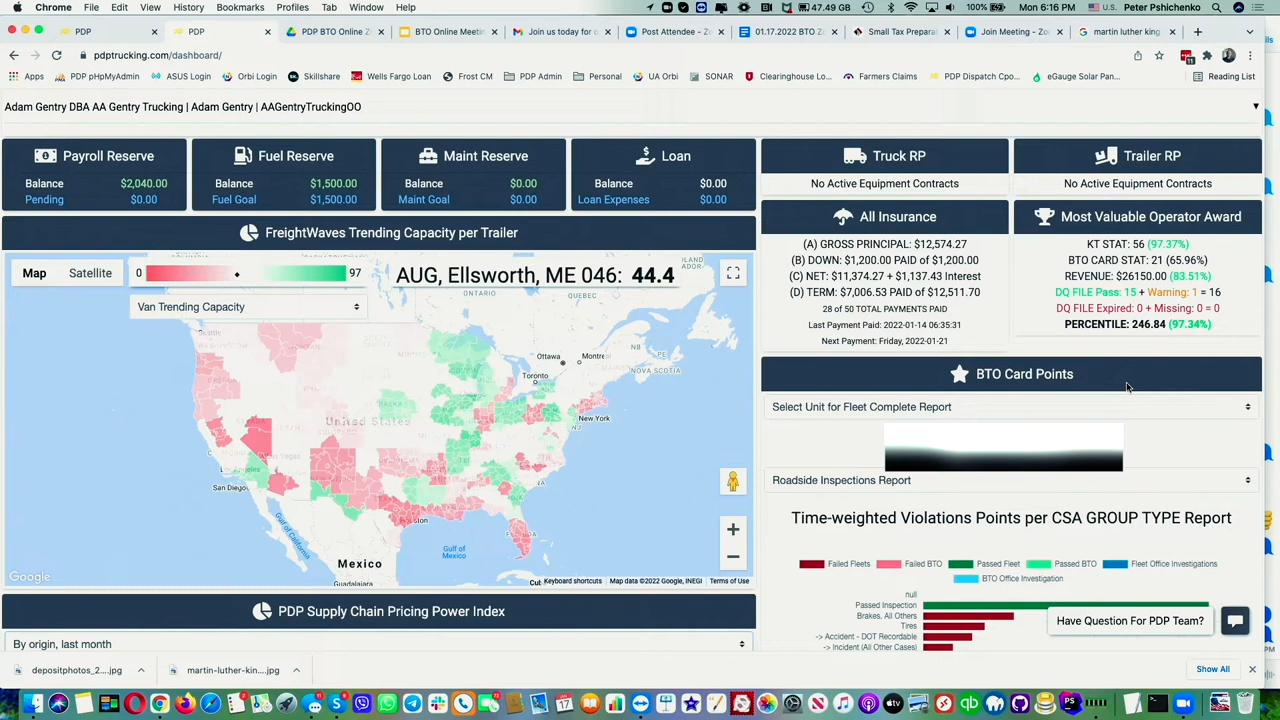 Chrome File Edit View History Bookmarks Profiles Tab Window Help
47.49 GB 100% Mon 6:16 PM U.S. Peter Pshichenko
PDP PDP PDP BTO Online Z BTO Online Meeti Join us today for o Post Attendee - Zo 01.17.2022 BTO Z Small Tax Prepara Join Meeting - Zo martin luther king
pdptrucking.com/dashboard/
Apps PDP pHpMyAdmin ASUS Login Orbi Login Skillshare Wells Fargo Loan Frost CM PDP Admin Personal UA Orbi SONAR Clearinghouse Lo... Farmers Claims PDP Dispatch Cpo... eGauge Solar Pan... Reading List
Adam Gentry DBA AA Gentry Trucking | Adam Gentry | AAGentryTruckingOO
Payroll Reserve
Balance $2,040.00
Pending $0.00
Fuel Reserve
Balance $1,500.00
Fuel Goal $1,500.00
Maint Reserve
Balance $0.00
Maint Goal $0.00
Loan
Balance $0.00
Loan Expenses $0.00
Truck RP
No Active Equipment Contracts
Trailer RP
No Active Equipment Contracts
FreightWaves Trending Capacity per Trailer
Map Satellite
0 97
AUG, Ellsworth, ME 046: 44.4
Van Trending Capacity
ONTARIO
QUEBEC
NB
PE
NOVA SCOTIA
Ottawa
Montre
Toronto
New York
NJ
United States
Los Angeles
San Diego
Houston
Gulf of California
Gulf of Mexico
Mexico
Guadalajara
Google
Keyboard shortcuts Map data ©2022 Google, INEGI Terms of Use
PDP Supply Chain Pricing Power Index
By origin, last month
All Insurance
(A) GROSS PRINCIPAL: $12,574.27
(B) DOWN: $1,200.00 PAID of $1,200.00
(C) NET: $11,374.27 + $1,137.43 Interest
(D) TERM: $7,006.53 PAID of $12,511.70
28 of 50 TOTAL PAYMENTS PAID
Last Payment Paid: 2022-01-14 06:35:31
Next Payment: Friday, 2022-01-21
Most Valuable Operator Award
KT STAT: 56 (97.37%)
BTO CARD STAT: 21 (65.96%)
REVENUE: $26150.00 (83.51%)
DQ FILE Pass: 15 + Warning: 1 = 16
DQ FILE Expired: 0 + Missing: 0 = 0
PERCENTILE: 246.84 (97.34%)
BTO Card Points
Select Unit for Fleet Complete Report
Roadside Inspections Report
Time-weighted Violations Points per CSA GROUP TYPE Report
Failed Fleets Failed BTO Passed Fleet Passed BTO Fleet Office Investigations
BTO Office Investigation
null
Passed Inspection
Brakes, All Others
Tires
-> Accident - DOT Recordable
-> Incident (All Other Cases)
Have Question For PDP Team?
depositphotos_2....jpg martin-luther-kin....jpg Show All